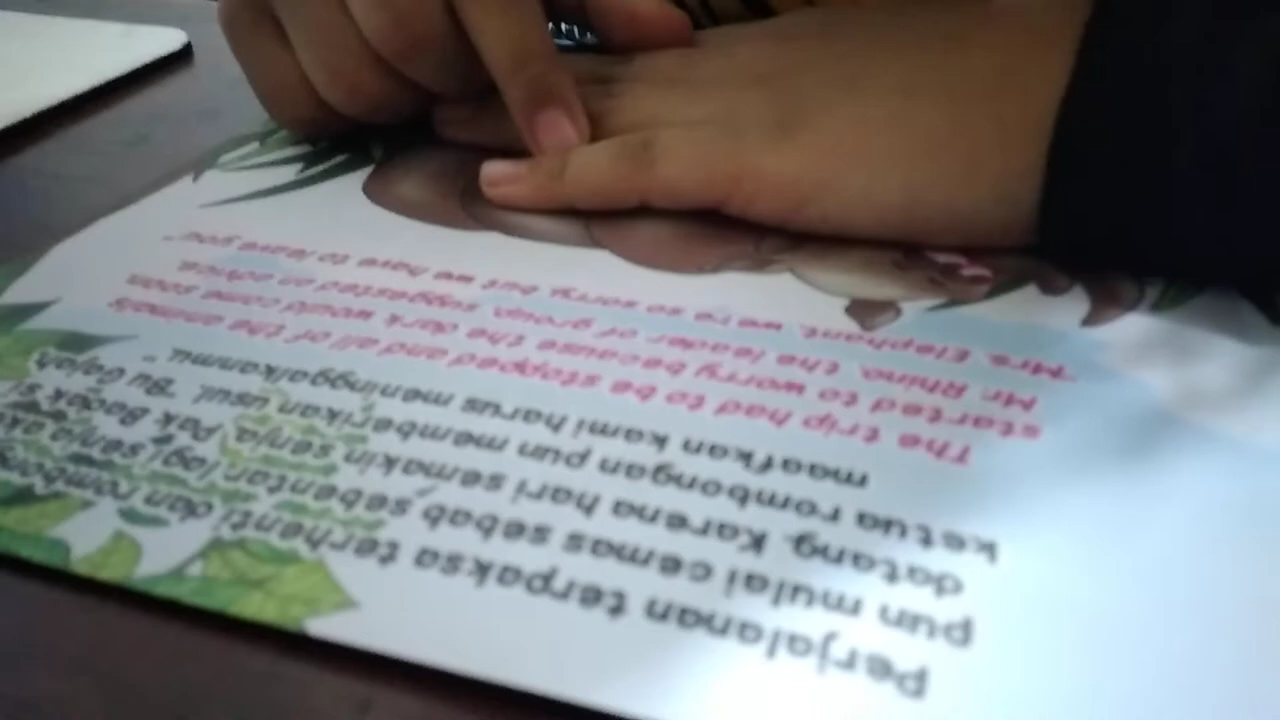 Perjalanan terpaksa terhenti dan rombong
pun mulai cemas sebab sebentar lagi senja ak
datang. Karena hari semakin senja, Pak Badak s
ketua rombongan pun memberikan usul. "Bu Gajah
maafkan kami harus meninggalkanmu."
The trip had to be stopped and all of the animals
started to worry because the dark would come soon
Mr. Rhino, the leader of group, suggested an advice.
"Mrs. Elephant, we're so sorry, but we have to leave you."